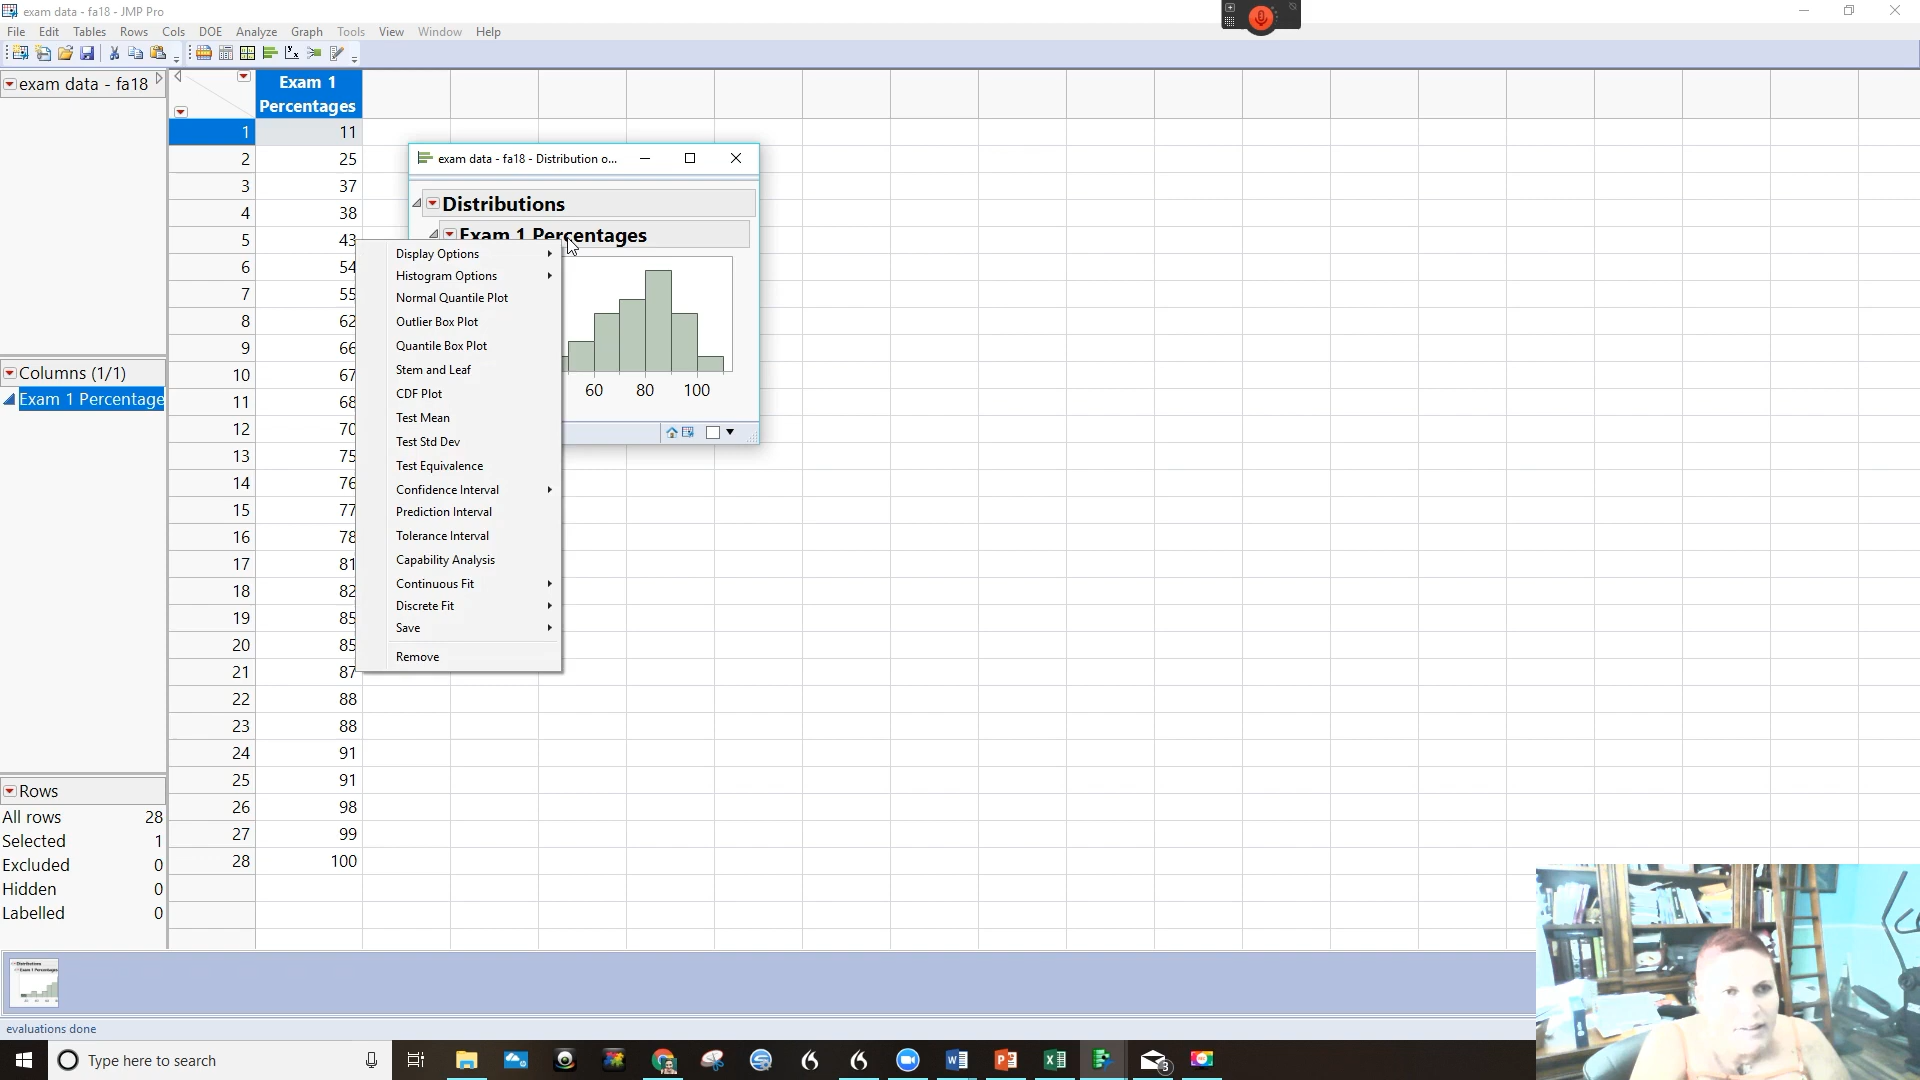 exam data - fa18 - JMP Pro
File Edit Tables Rows Cols DOE Analyze Graph Tools View Window Help
exam data - fa18
Exam 1
Percentages
1 11
2 25
3 37
4 38
5 43
6 54
7 55
8 62
9 66
10 67
11 68
12 70
13 75
14 76
15 77
16 78
17 81
18 82
19 85
20 85
21 87
22 88
23 88
24 91
25 91
26 98
27 99
28 100
Columns (1/1)
Exam 1 Percentage
Rows
All rows 28
Selected 1
Excluded 0
Hidden 0
Labelled 0
exam data - fa18 - Distribution o...
Distributions
Exam 1 Percentages
60 80 100
Display Options
Histogram Options
Normal Quantile Plot
Outlier Box Plot
Quantile Box Plot
Stem and Leaf
CDF Plot
Test Mean
Test Std Dev
Test Equivalence
Confidence Interval
Prediction Interval
Tolerance Interval
Capability Analysis
Continuous Fit
Discrete Fit
Save
Remove
evaluations done
Type here to search
3